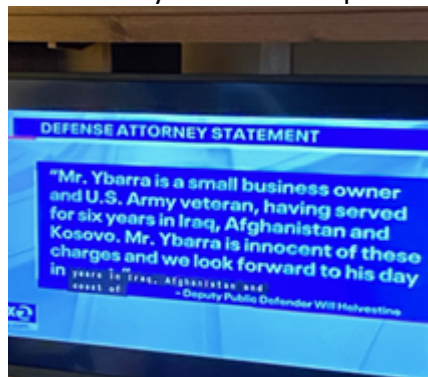 DEFENSE ATTORNEY STATEMENT
"Mr. Ybarra is a small business owner
and U.S. Army veteran, having served
for six years in Iraq, Afghanistan and
Kosovo. Mr. Ybarra is innocent of these
charges and we look forward to his day
in
years in Iraq, Afghanistan and
- Deputy Public Defender Will Helvestine